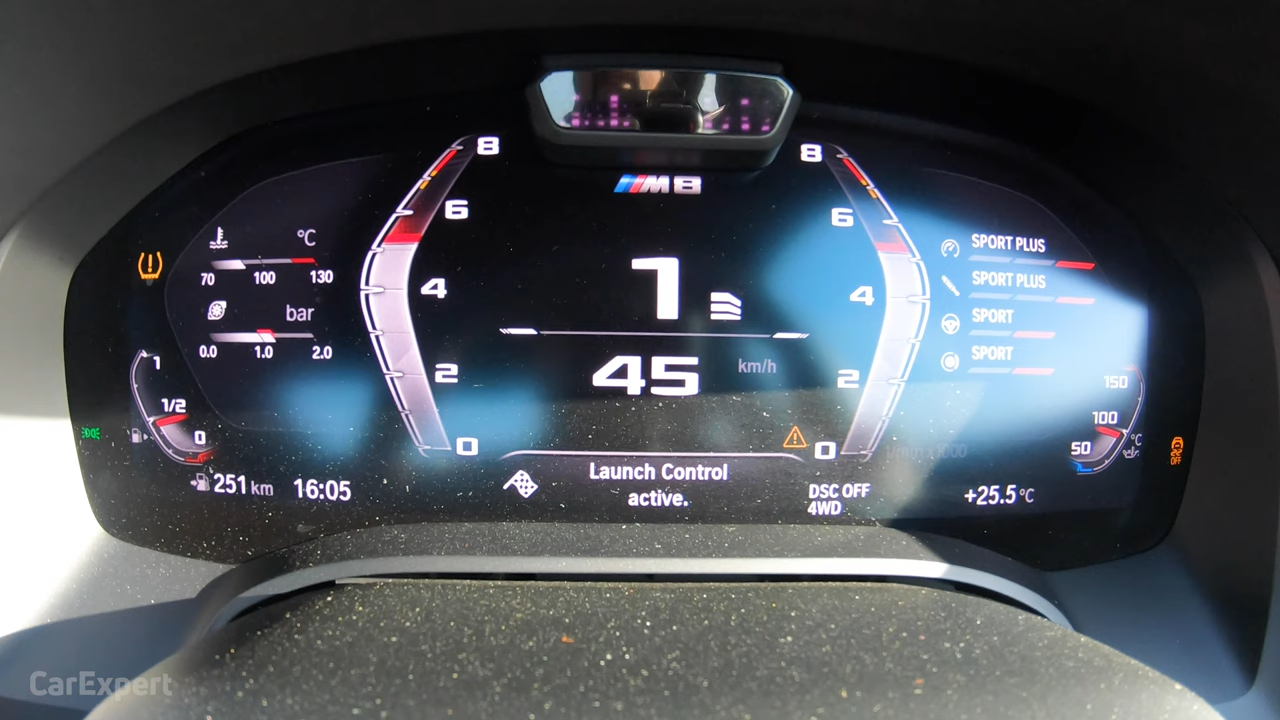 M8
8
8
6
6
4
4
2
2
0
0
°C
70 100 130
bar
0.0 1.0 2.0
1
1/2
0
251 km
16:05
1
45 km/h
Launch Control
active.
DSC OFF
4WD
SPORT PLUS
SPORT PLUS
SPORT
SPORT
150
100
50
°C
+25.5 °C
OFF
CarExpert